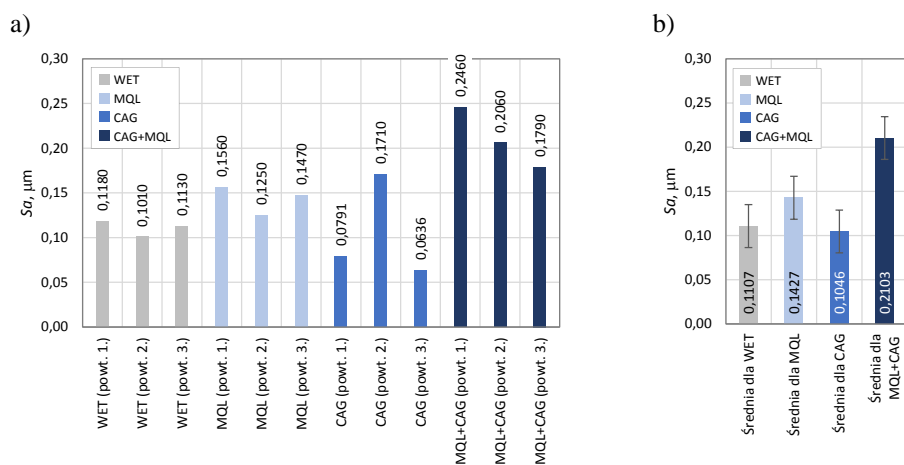 a)
Sa, µm
0,30
0,25
0,20
0,15
0,10
0,05
0,00
WET
MQL
CAG
CAG+MQL
0,1180
0,1010
0,1130
0,1560
0,1250
0,1470
0,0791
0,1710
0,0636
0,2460
0,2060
0,1790
WET (powt. 1.)
WET (powt. 2.)
WET (powt. 3.)
MQL (powt. 1.)
MQL (powt. 2.)
MQL (powt. 3.)
CAG (powt. 1.)
CAG (powt. 2.)
CAG (powt. 3.)
MQL+CAG (powt. 1.)
MQL+CAG (powt. 2.)
MQL+CAG (powt. 3.)
b)
Sa, µm
0,30
0,25
0,20
0,15
0,10
0,05
0,00
WET
MQL
CAG
CAG+MQL
0,1107
0,1427
0,1046
0,2103
Średnia dla WET
Średnia dla MQL
Średnia dla CAG
Średnia dla
MQL+CAG